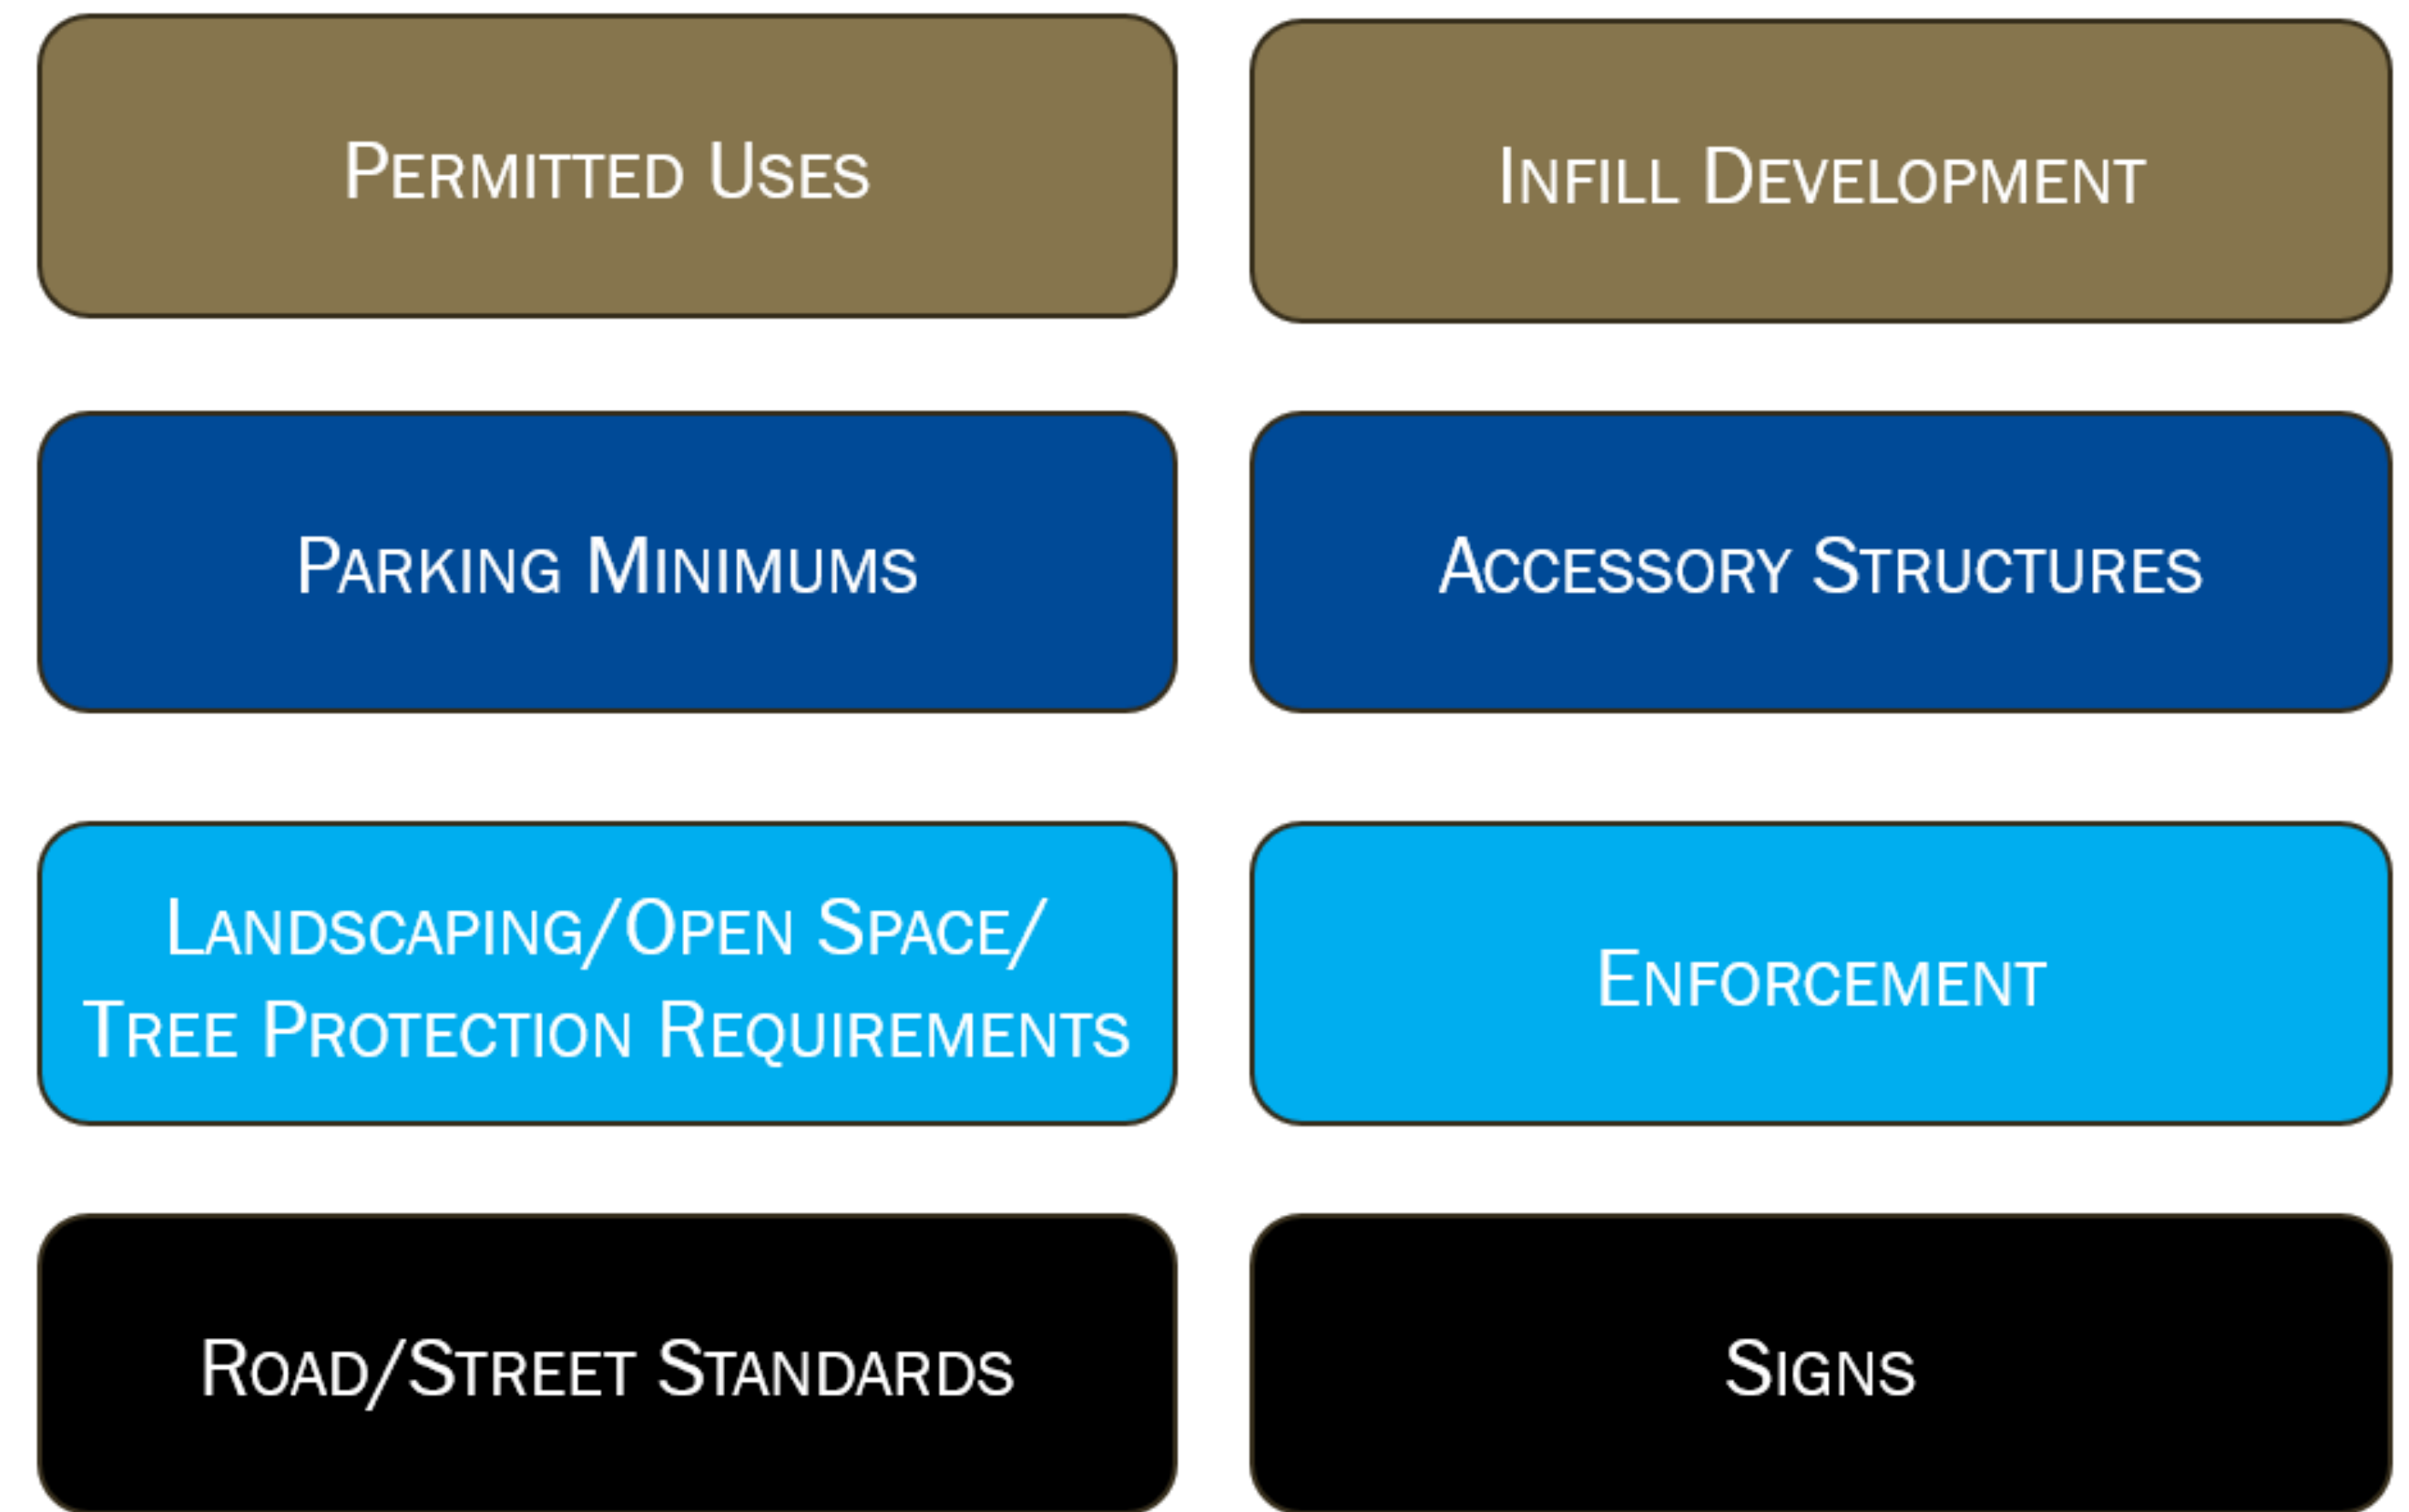 Permitted Uses
Infill Development
Parking Minimums
Accessory Structures
Landscaping/Open Space/
Tree Protection Requirements
Enforcement
Road/Street Standards
Signs